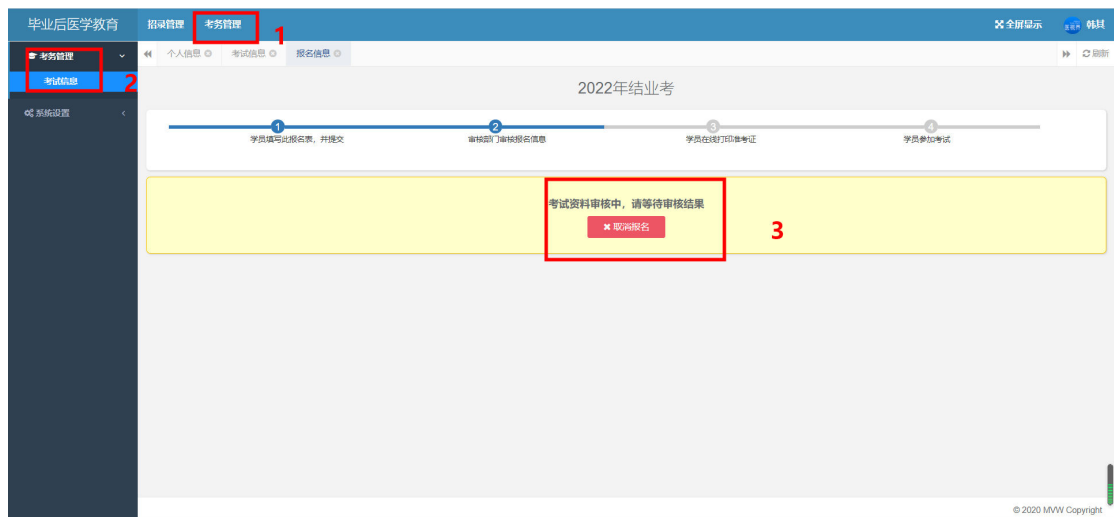 毕业后医学教育 招录管理 考务管理 全屏显示 韩其
1
考务管理 个人信息 考试信息 报名信息 刷新
考试信息 2
系统设置
2022年结业考
1 2 3 4
学员填写此报名表，并提交 审核部门审核报名信息 学员在线打印准考证 学员参加考试
考试资料审核中，请等待审核结果
取消报名 3
© 2020 MVW Copyright